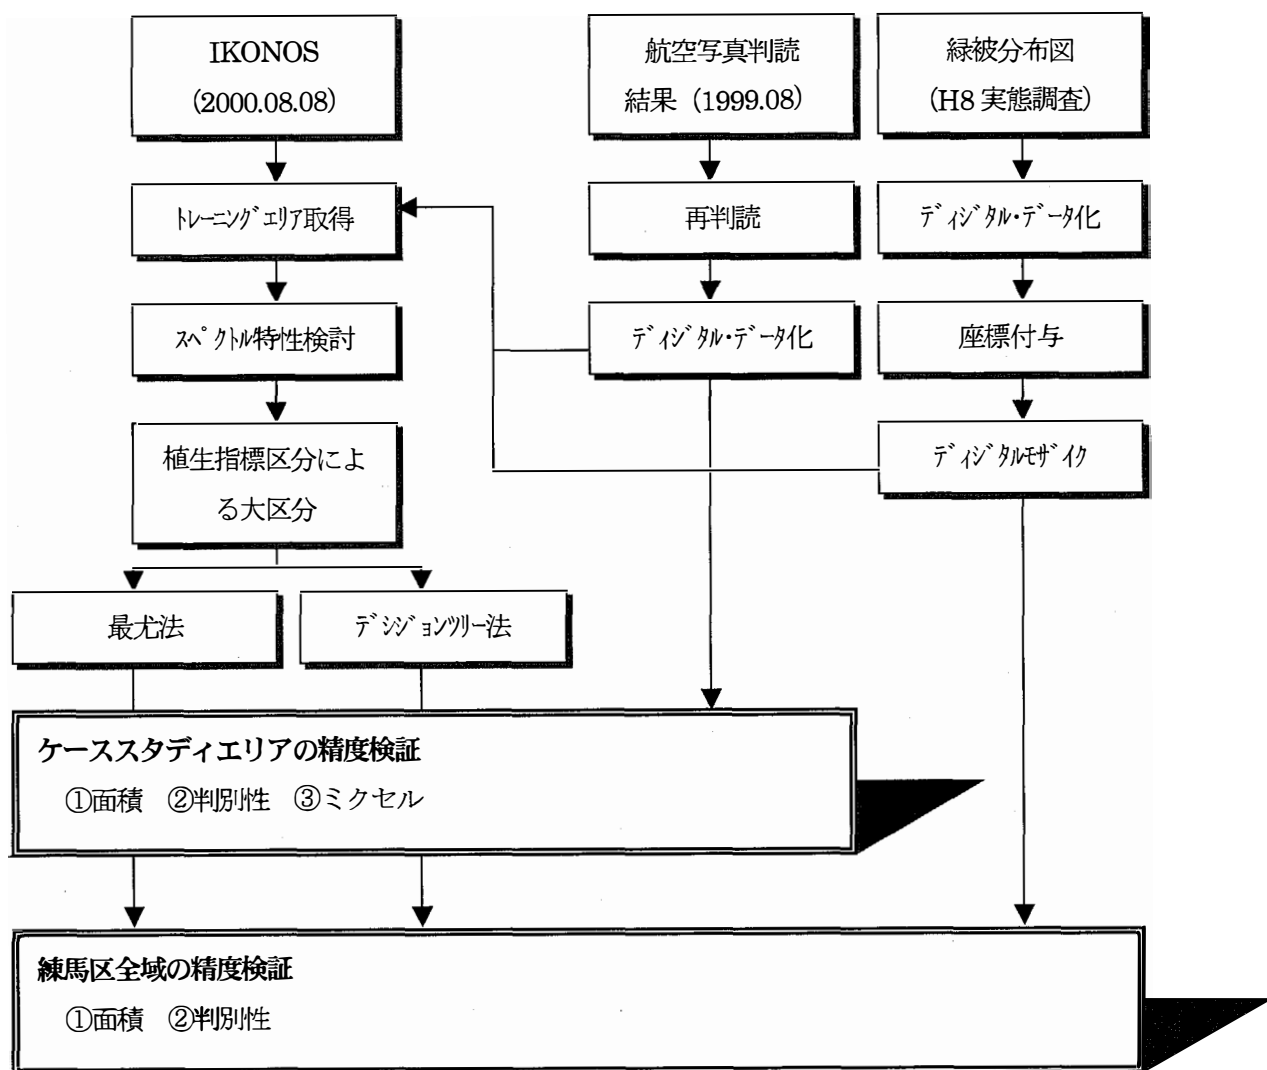 IKONOS
(2000.08.08)
航空写真判読
結果（1999.08）
緑被分布図
(H8 実態調査)
ﾄﾚｰﾆﾝｸﾞｴﾘｱ取得
再判読
ﾃﾞｨｼﾞﾀﾙ･ﾃﾞｰﾀ化
ｽﾍﾟｸﾄﾙ特性検討
ﾃﾞｨｼﾞﾀﾙ･ﾃﾞｰﾀ化
座標付与
植生指標区分によ
る大区分
ﾃﾞｨｼﾞﾀﾙﾓｻﾞｲｸ
最尤法
ﾃﾞｼｼﾞｮﾝﾂﾘｰ法
ケーススタディエリアの精度検証
①面積　②判別性　③ミクセル
練馬区全域の精度検証
①面積　②判別性